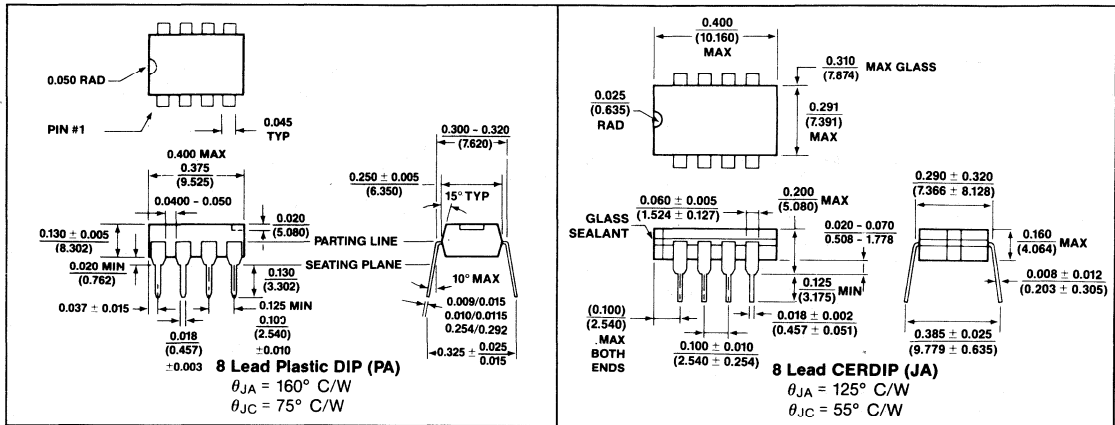 0.050 RAD
PIN #1
0.045
TYP
0.400 MAX
0.375
(9.525)
0.0400 - 0.050
0.130 ± 0.005
(8.302)
0.020 MIN
(0.762)
0.037 ± 0.015
0.018
(0.457)
±0.003
0.020
(5.080)
PARTING LINE
SEATING PLANE
0.130
(3.302)
0.125 MIN
0.100
(2.540)
±0.010
0.300 - 0.320
(7.620)
0.250 ± 0.005
(6.350)
15° TYP
10° MAX
0.009/0.015
0.010/0.0115
0.254/0.292
0.325 ± 0.025
0.015
8 Lead Plastic DIP (PA)
θJA = 160° C/W
θJC = 75° C/W
0.400
(10.160)
MAX
0.310 MAX GLASS
(7.874)
0.025
(0.635)
RAD
0.291
(7.391)
MAX
0.060 ± 0.005
(1.524 ± 0.127)
0.200 MAX
(5.080)
GLASS
SEALANT
0.020 - 0.070
0.508 - 1.778
0.125 MIN
(3.175)
(0.100)
(2.540)
.MAX
BOTH
ENDS
0.018 ± 0.002
(0.457 ± 0.051)
0.100 ± 0.010
(2.540 ± 0.254)
0.290 ± 0.320
(7.366 ± 8.128)
0.160 MAX
(4.064)
0.008 ± 0.012
(0.203 ± 0.305)
0.385 ± 0.025
(9.779 ± 0.635)
8 Lead CERDIP (JA)
θJA = 125° C/W
θJC = 55° C/W